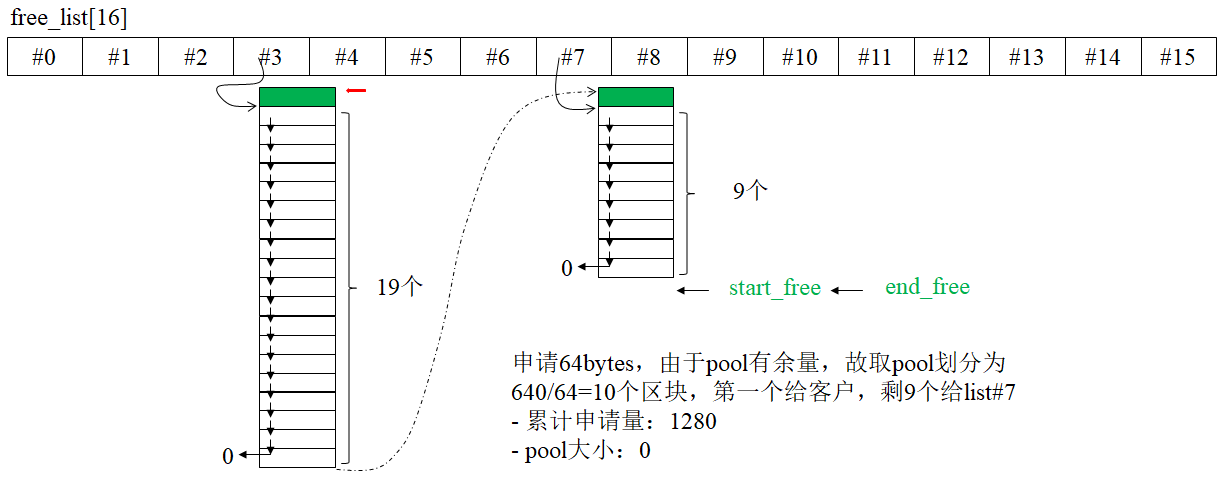 free_list[16]
#0 #1 #2 #3 #4 #5 #6 #7 #8 #9 #10 #11 #12 #13 #14 #15
19个
0
9个
0
start_free
end_free
申请64bytes，由于pool有余量，故取pool划分为
640/64=10个区块，第一个给客户，剩9个给list#7
- 累计申请量：1280
- pool大小：0